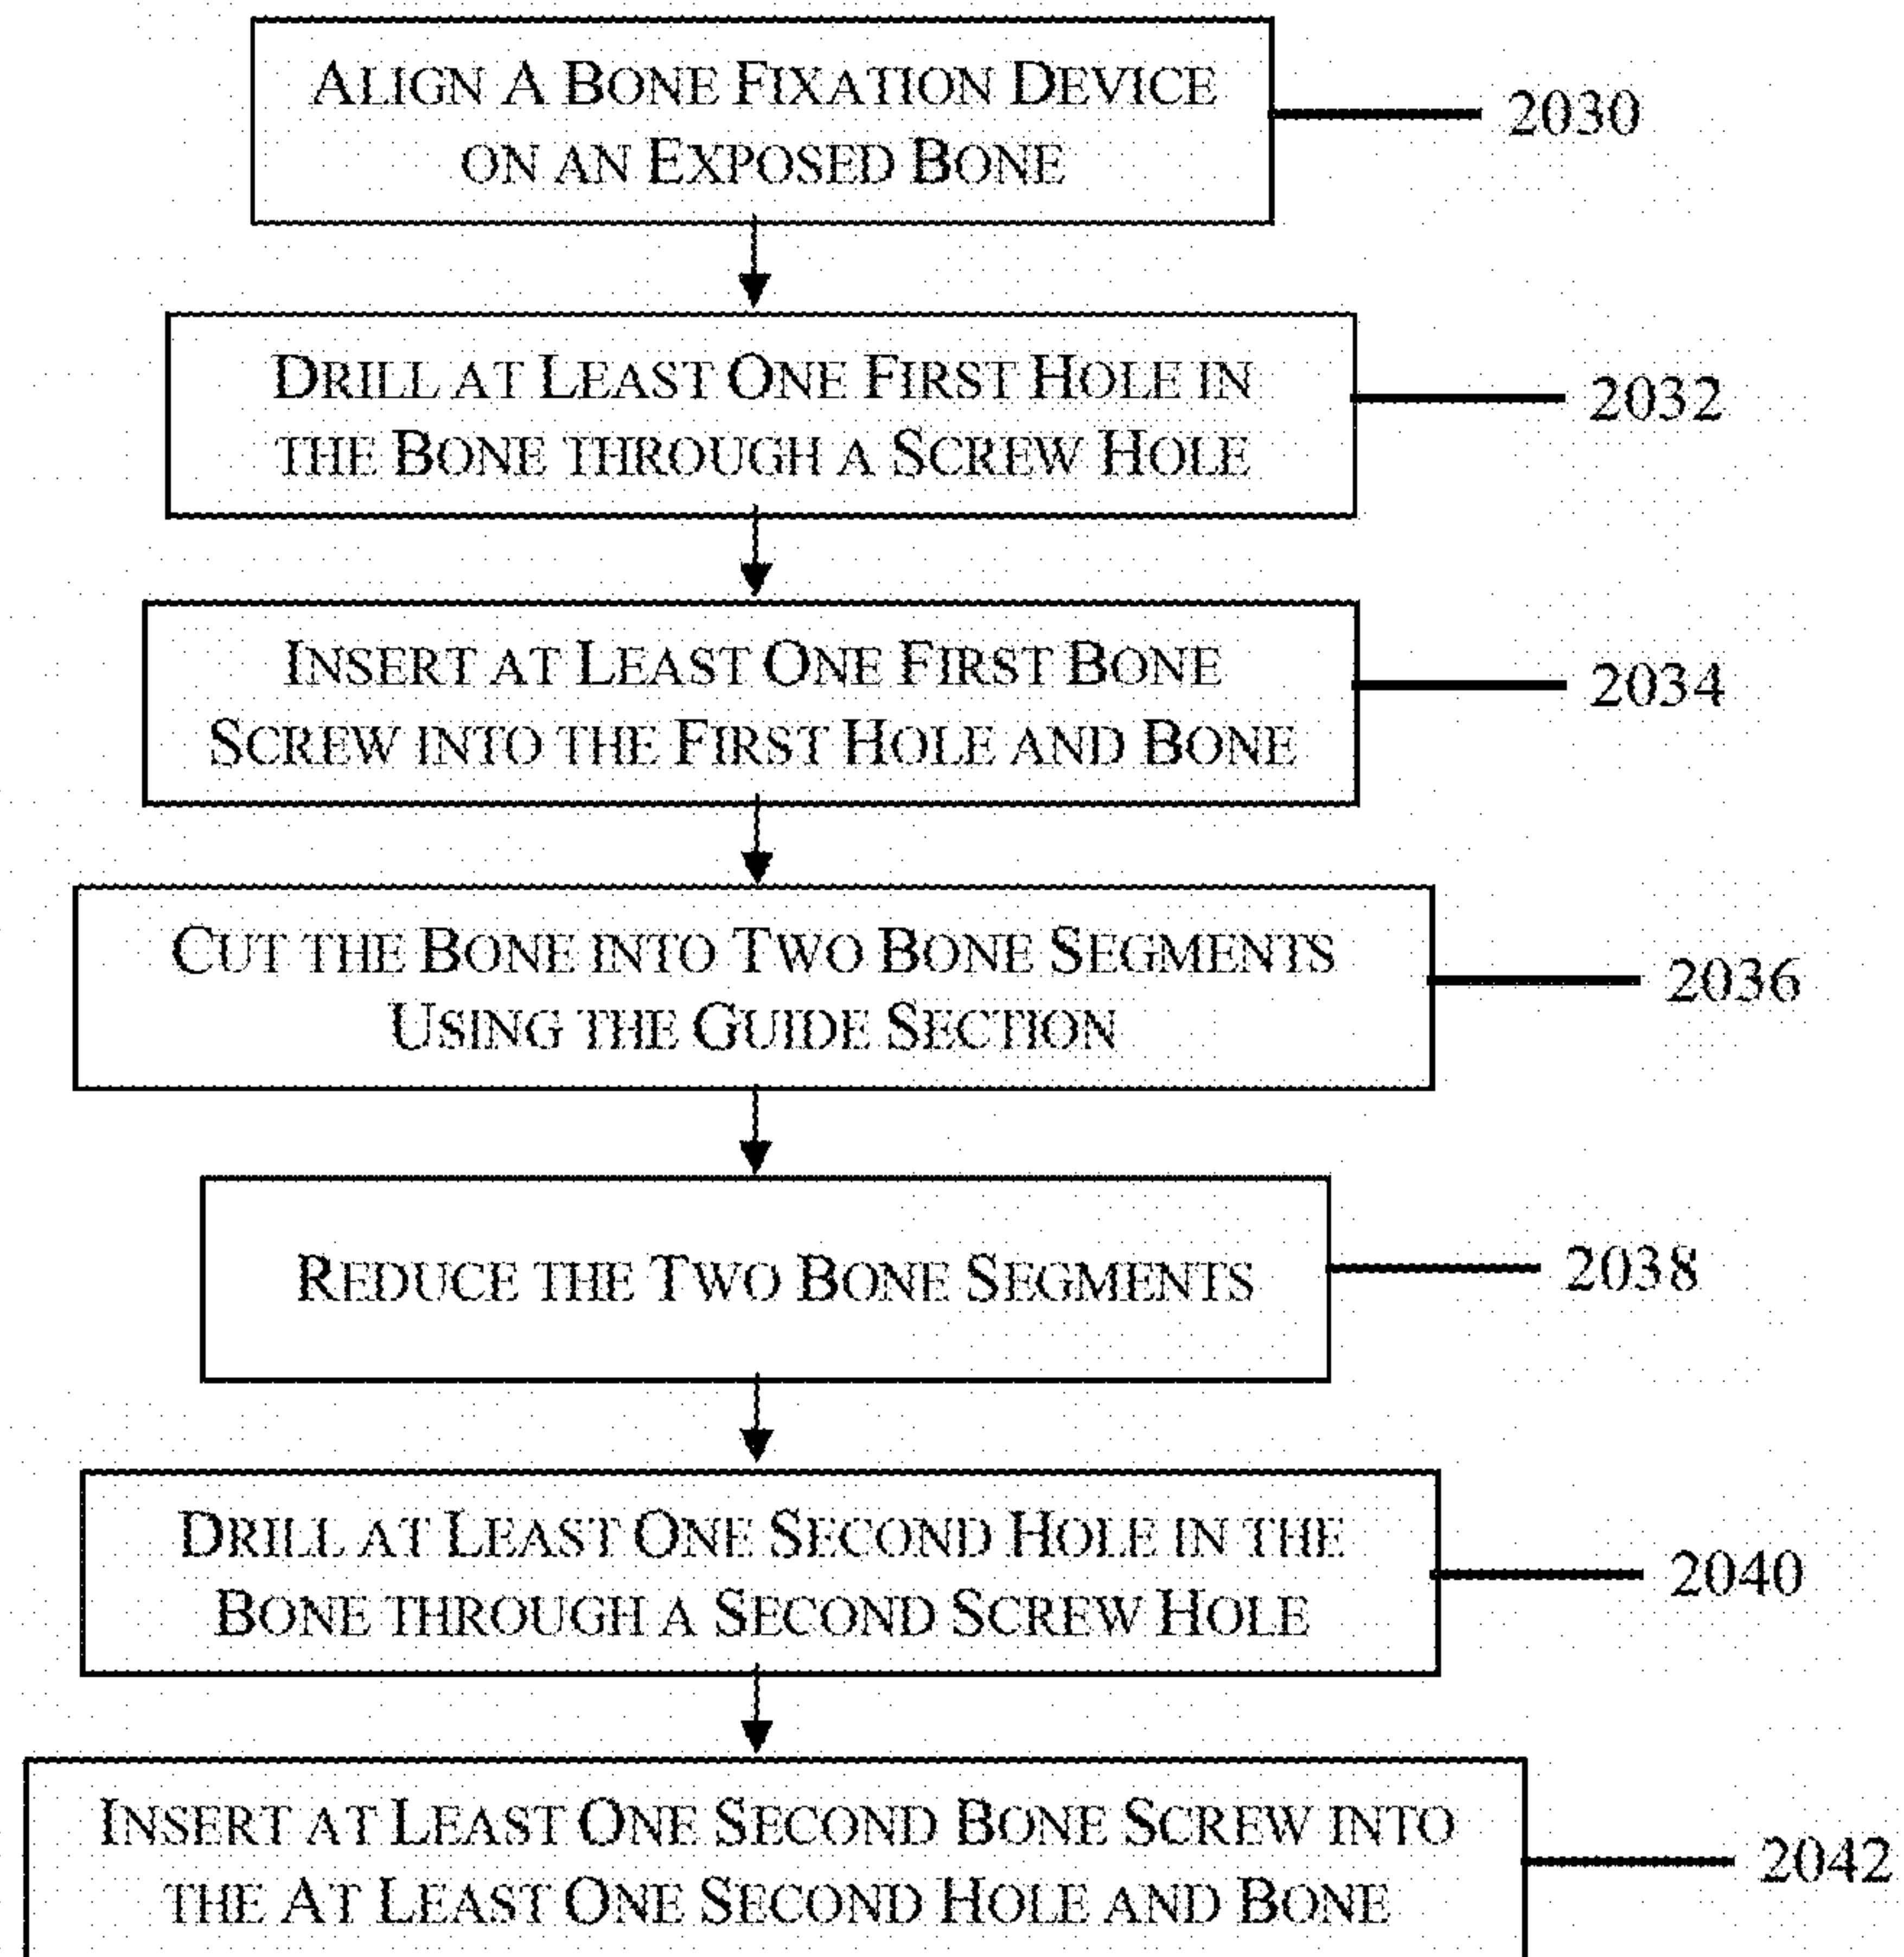 ALIGN A BONE FIXATION DEVICE
ON AN EXPOSED BONE
2030
DRILL AT LEAST ONE FIRST HOLE IN
THE BONE THROUGH A SCREW HOLE
2032
INSERT AT LEAST ONE FIRST BONE
SCREW INTO THE FIRST HOLE AND BONE
2034
CUT THE BONE INTO TWO BONE SEGMENTS
USING THE GUIDE SECTION
2036
REDUCE THE TWO BONE SEGMENTS
2038
DRILL AT LEAST ONE SECOND HOLE IN THE
BONE THROUGH A SECOND SCREW HOLE
2040
INSERT AT LEAST ONE SECOND BONE SCREW INTO
THE AT LEAST ONE SECOND HOLE AND BONE
2042